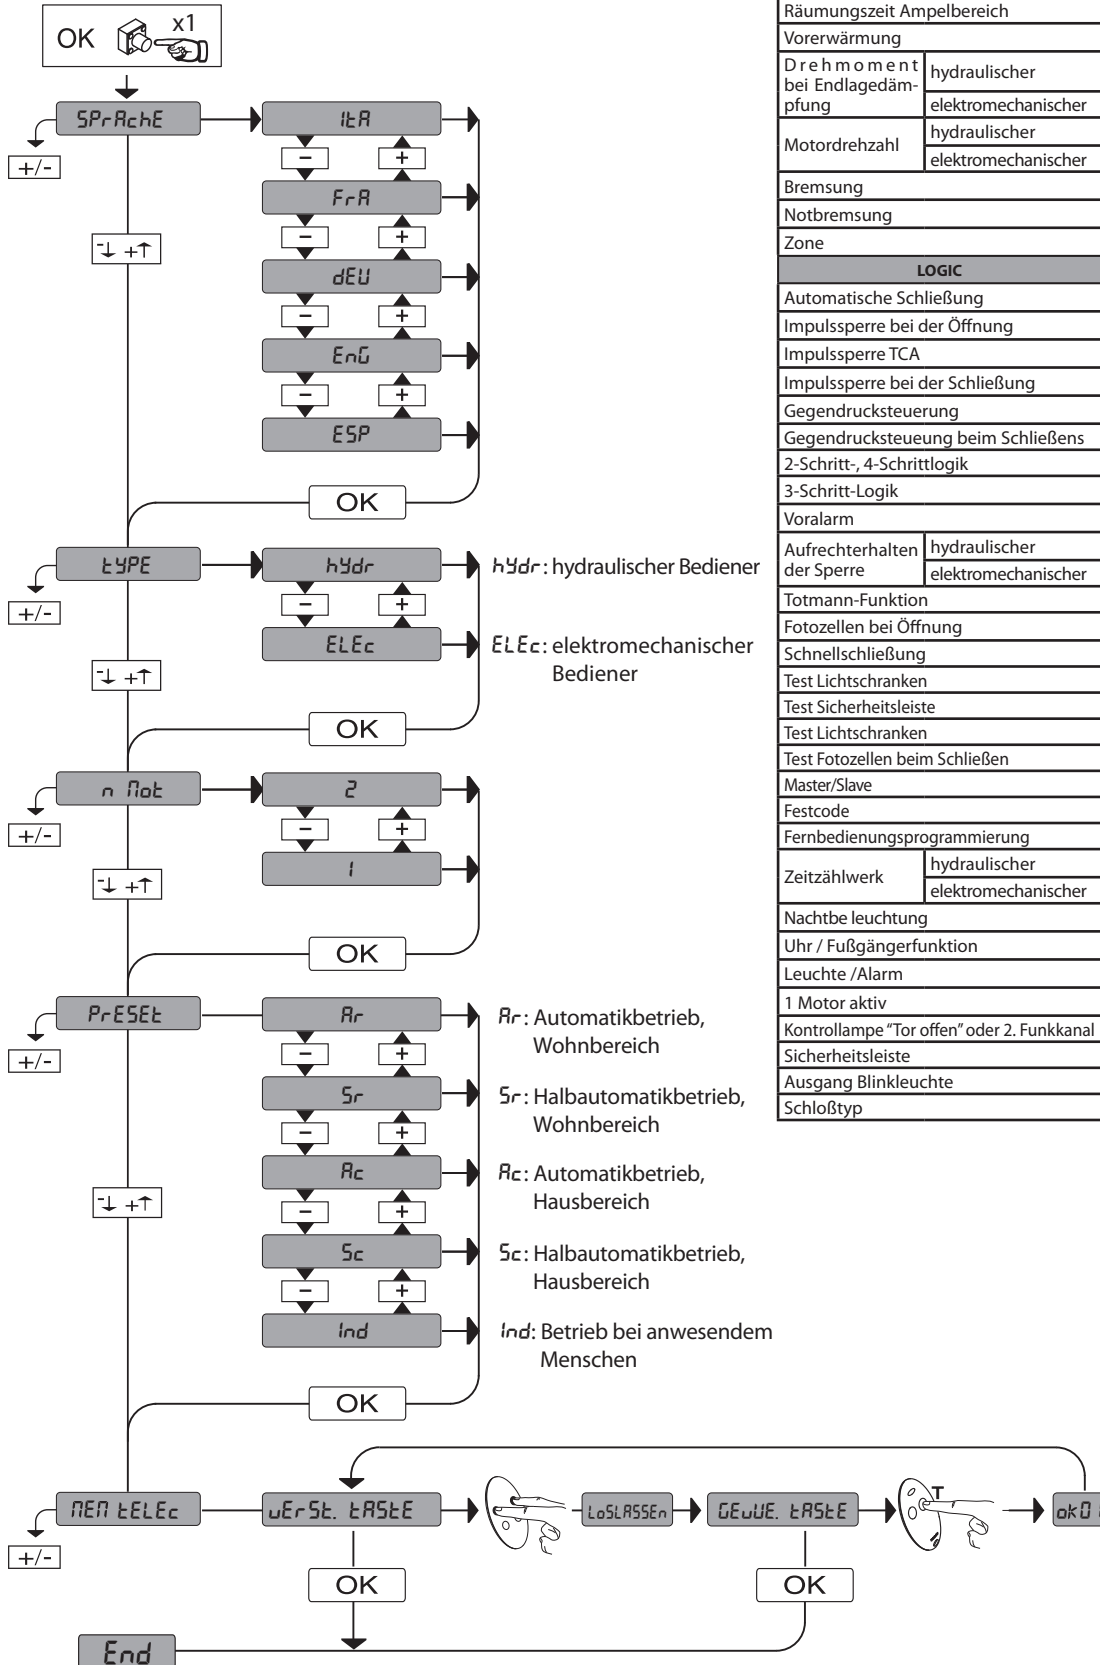 OK x1
SPrAchE
+/-
ItA
- +
FrA
- +
dEU
- +
EnG
- +
ESP
-↓ +↑
OK
tYPE
+/-
hYdr
- +
ELEc
hYdr: hydraulischer Bediener
ELEc: elektromechanischer
Bediener
-↓ +↑
OK
n Mot
+/-
2
- +
1
-↓ +↑
OK
PrESEt
+/-
Ar
- +
Sr
- +
Ac
- +
Sc
- +
Ind
Ar: Automatikbetrieb,
Wohnbereich
Sr: Halbautomatikbetrieb,
Wohnbereich
Ac: Automatikbetrieb,
Hausbereich
Sc: Halbautomatikbetrieb,
Hausbereich
Ind: Betrieb bei anwesendem
Menschen
-↓ +↑
OK
MEM tELEc
+/-
vErSt. tAStE
LoSLASSEn
GEwUE. tAStE
T
ok0
OK
OK
End
Räumungszeit Ampelbereich
Vorerwärmung
Drehmoment
bei Endlagedäm-
pfung
hydraulischer
elektromechanischer
Motordrehzahl
hydraulischer
elektromechanischer
Bremsung
Notbremsung
Zone
LOGIC
Automatische Schließung
Impulssperre bei der Öffnung
Impulssperre TCA
Impulssperre bei der Schließung
Gegendrucksteuerung
Gegendrucksteueung beim Schließens
2-Schritt-, 4-Schrittlogik
3-Schritt-Logik
Voralarm
Aufrechterhalten
der Sperre
hydraulischer
elektromechanischer
Totmann-Funktion
Fotozellen bei Öffnung
Schnellschließung
Test Lichtschranken
Test Sicherheitsleiste
Test Lichtschranken
Test Fotozellen beim Schließen
Master/Slave
Festcode
Fernbedienungsprogrammierung
Zeitzählwerk
hydraulischer
elektromechanischer
Nachtbe leuchtung
Uhr / Fußgängerfunktion
Leuchte /Alarm
1 Motor aktiv
Kontrollampe "Tor offen" oder 2. Funkkanal
Sicherheitsleiste
Ausgang Blinkleuchte
Schloßtyp